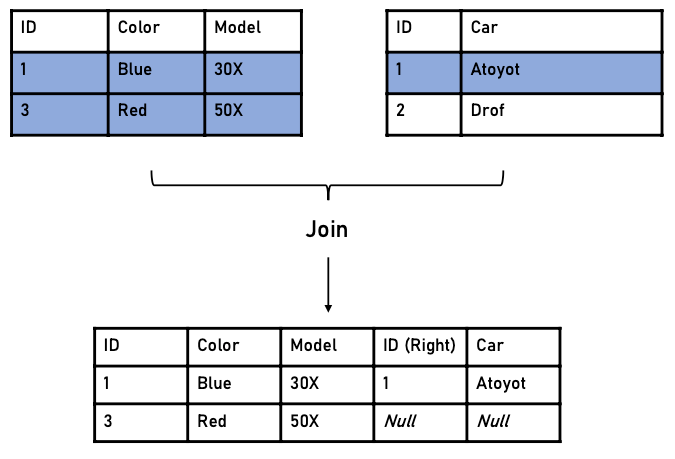 ID Color Model
1 Blue 30X
3 Red 50X
ID Car
1 Atoyot
2 Drof
Join
ID Color Model ID (Right) Car
1 Blue 30X 1 Atoyot
3 Red 50X Null Null